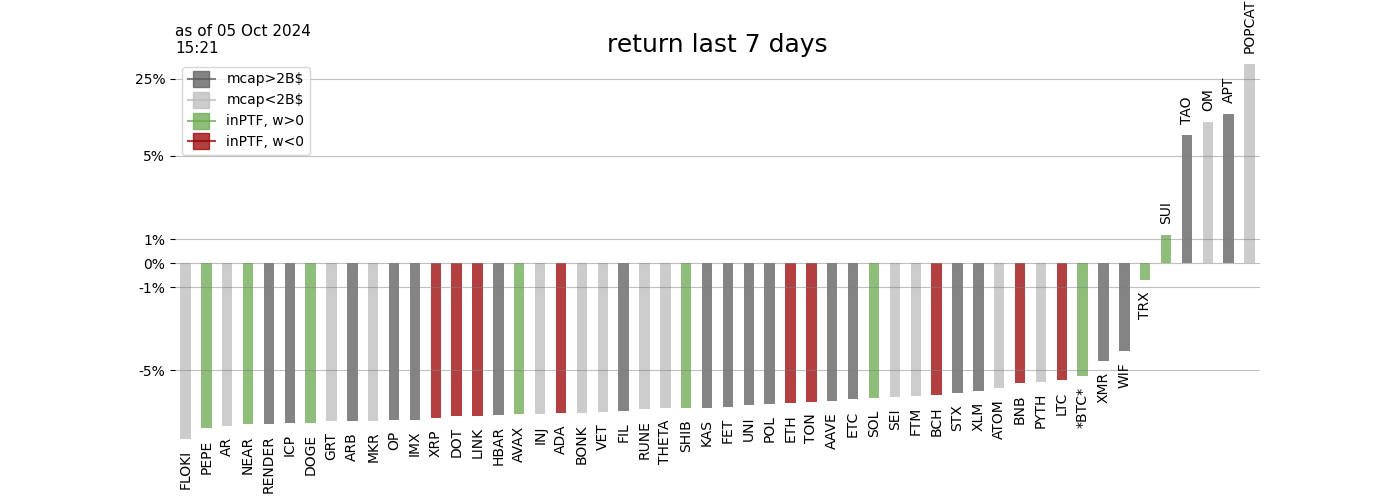 as of 05 Oct 2024
15:21
return last 7 days
mcap>2B$
mcap<2B$
inPTF, w>0
inPTF, w<0
25%
5%
1%
0%
-1%
-5%
FLOKI
PEPE
AR
NEAR
RENDER
ICP
DOGE
GRT
ARB
MKR
OP
IMX
XRP
DOT
LINK
HBAR
AVAX
INJ
ADA
BONK
VET
FIL
RUNE
THETA
SHIB
KAS
FET
UNI
POL
ETH
TON
AAVE
ETC
SOL
SEI
FTM
BCH
STX
XLM
ATOM
BNB
PYTH
LTC
*BTC*
XMR
WIF
TRX
SUI
TAO
OM
APT
POPCAT